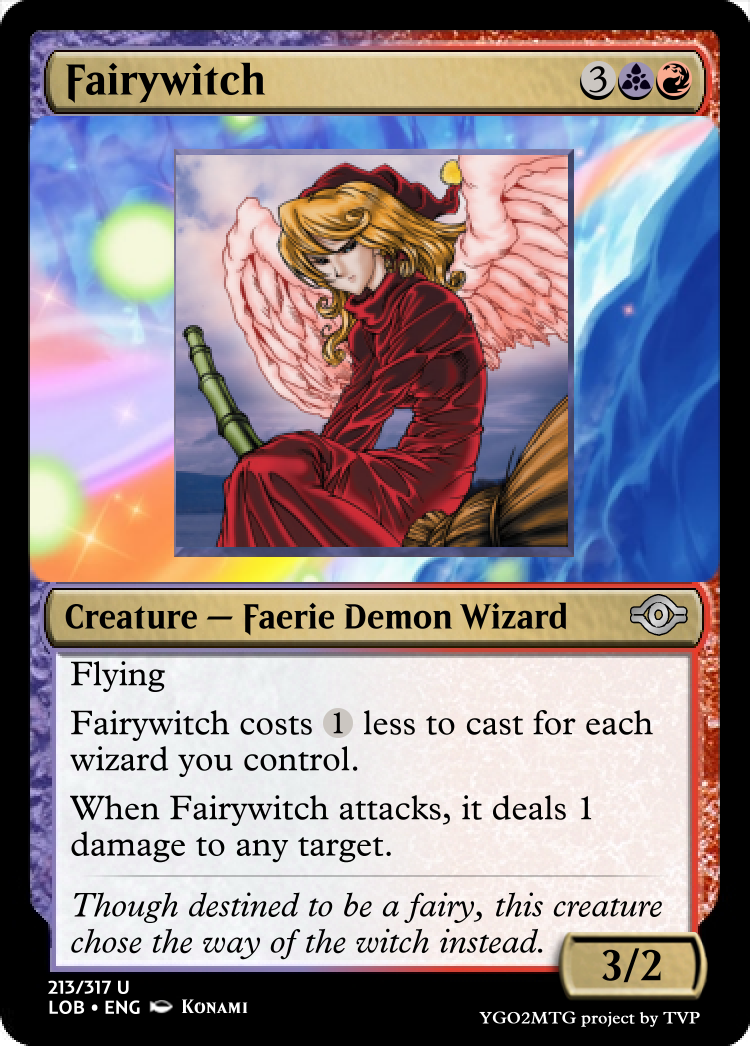 Fairywitch 3
Creature — Faerie Demon Wizard
Flying
Fairywitch costs 1 less to cast for each
wizard you control.
When Fairywitch attacks, it deals 1
damage to any target.
Though destined to be a fairy, this creature
chose the way of the witch instead.
3/2
213/317 U
LOB • ENG Konami
YGO2MTG project by TVP